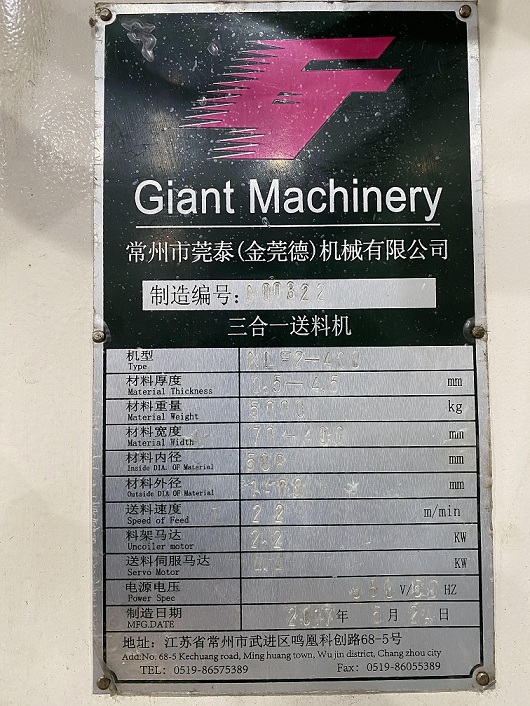 Giant Machinery
常州市莞泰(金莞德)机械有限公司
制造编号:
三合一送料机
机型
Type
材料厚度 mm
Material Thickness
材料重量 kg
Material Weight
材料宽度 mm
Material Width
材料内径 mm
Inside DIA. OF Material
材料外径 mm
Outside DIA OF Material
送料速度 22 m/min
Speed of Feed
料架马达 2.2 KW
Uncoiler motor
送料伺服马达 KW
Servo Motor
电源电压 V/ HZ
Power Spec
制造日期 年 月 日
MFG.DATE
地址: 江苏省常州市武进区鸣凰科创路68-5号
Add:No. 68-5 Kechuang road, Ming huang town, Wu jin district, Chang zhou city
TEL: 0519-86575389 Fax: 0519-86055389